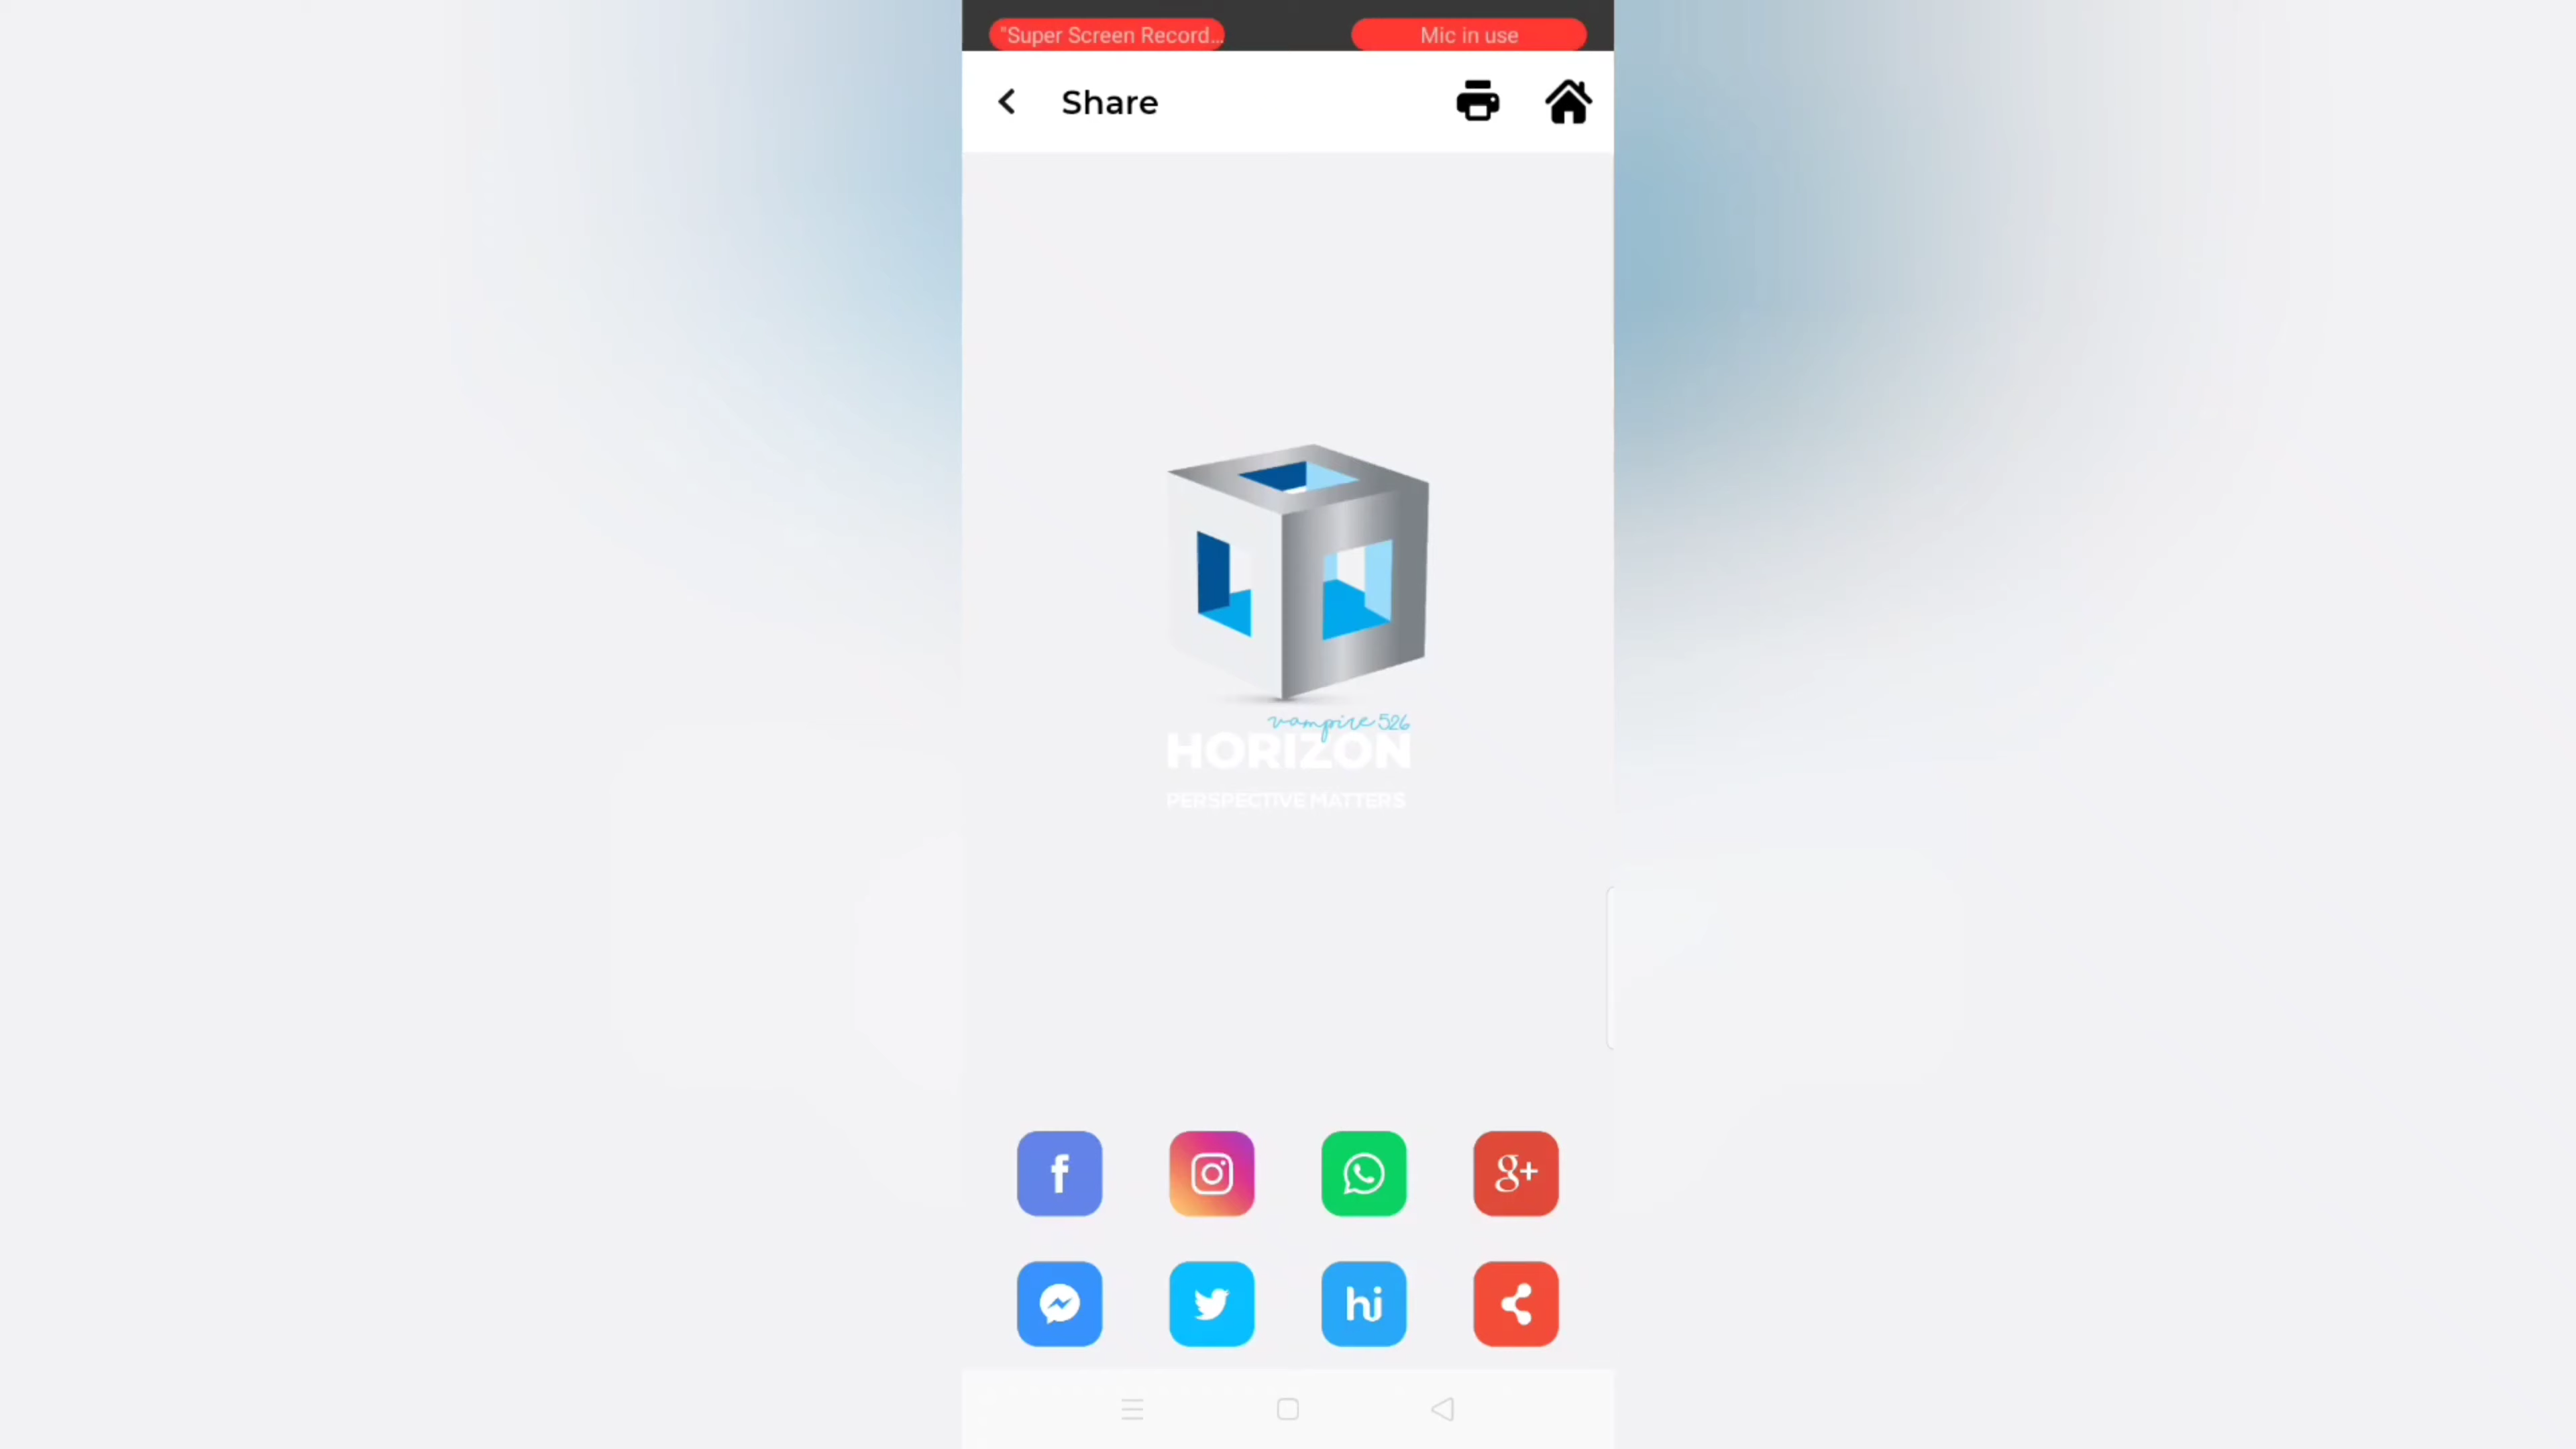 "Super Screen Record...
Mic in use
Share
vampire 526
HORIZON
PERSPECTIVE MATTERS
f
g+
hi